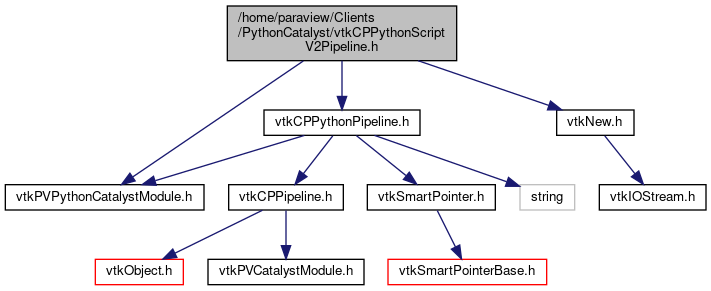 /home/paraview/Clients
/PythonCatalyst/vtkCPPythonScript
V2Pipeline.h
vtkCPPythonPipeline.h
vtkNew.h
vtkPVPythonCatalystModule.h
vtkCPPipeline.h
vtkSmartPointer.h
string
vtkIOStream.h
vtkObject.h
vtkPVCatalystModule.h
vtkSmartPointerBase.h